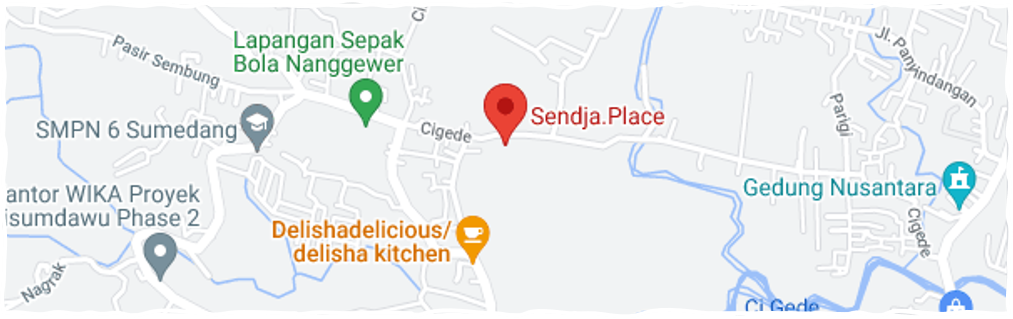 Ci
Lapangan Sepak
Bola Nanggewer
Pasir Sembung
Jl. Panyindangan
Parigi
Sendja.Place
SMPN 6 Sumedang
Cigede
Gedung Nusantara
antor WIKA Proyek
isumdawu Phase 2
Cigede
Delishadelicious/
delisha kitchen
Nagrak
Ci Gede